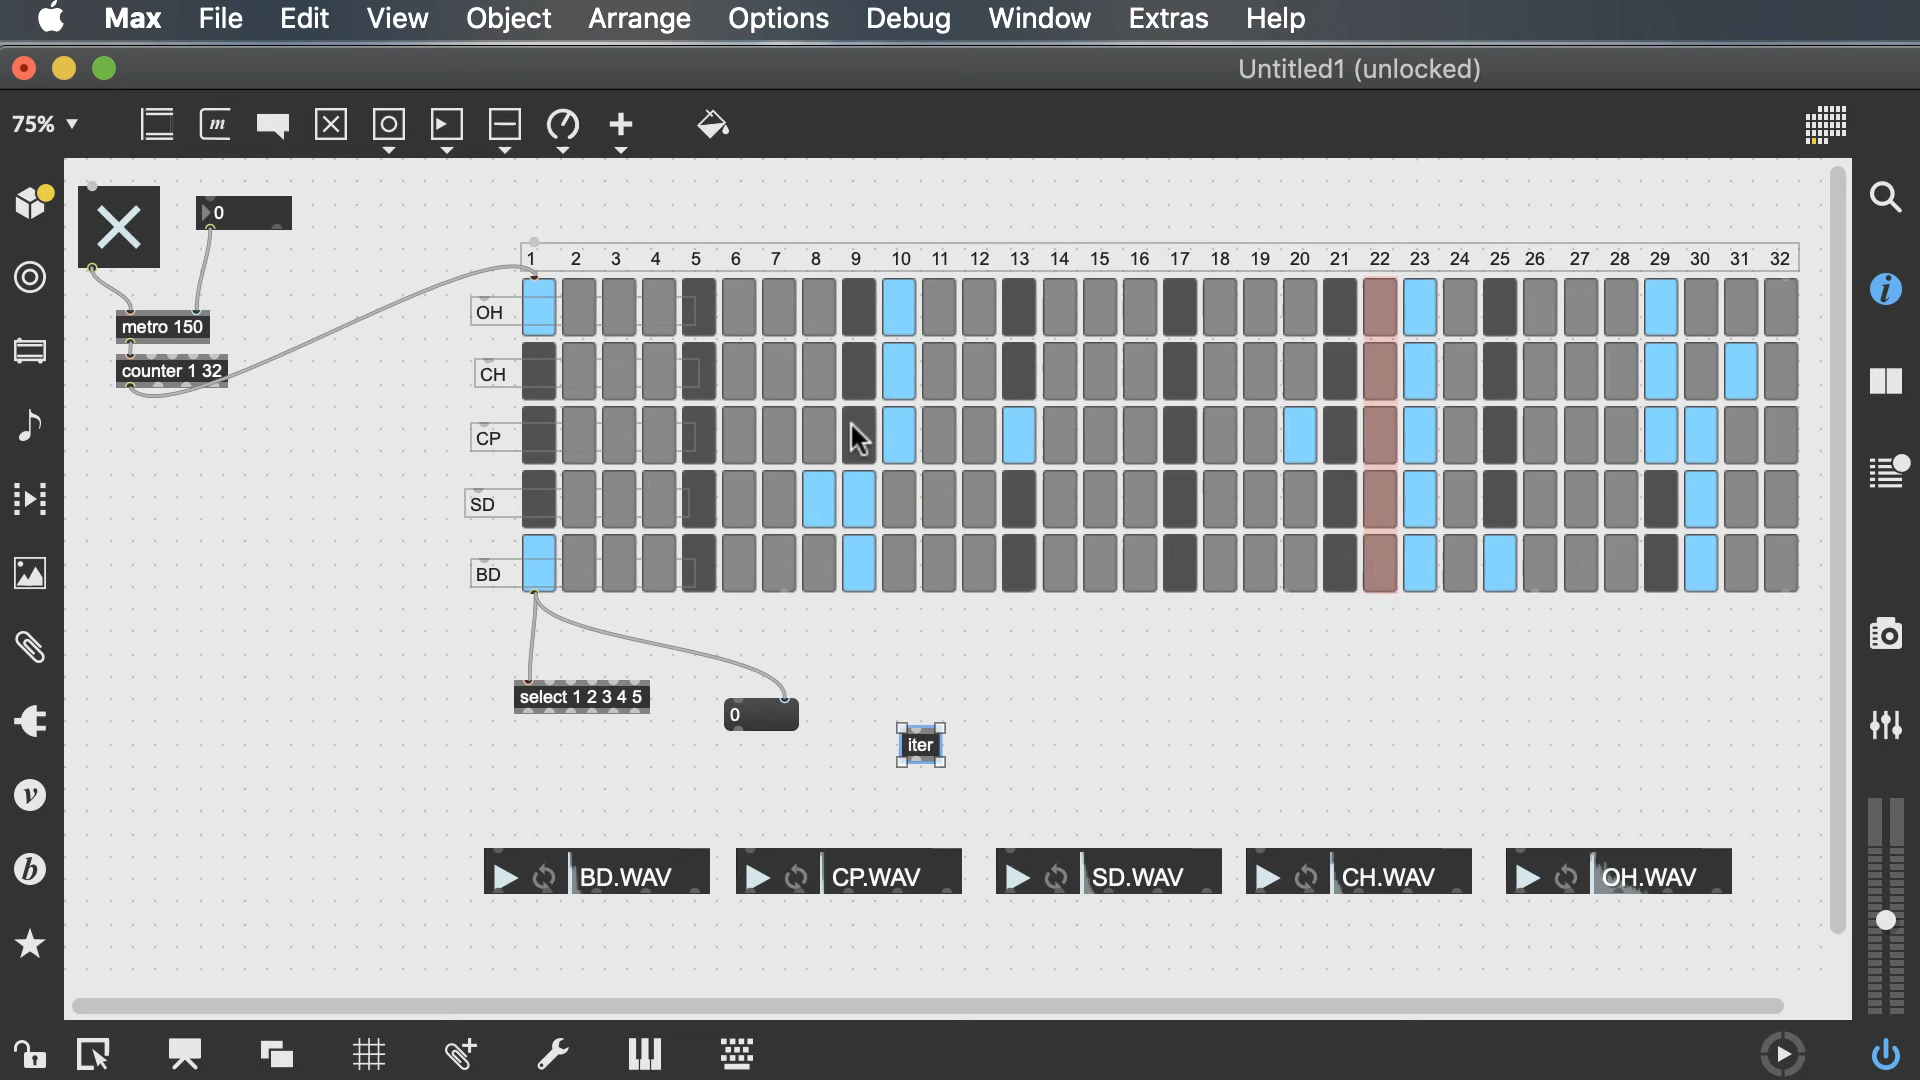 Max File Edit View Object Arrange Options Debug Window Extras Help
Untitled1 (unlocked)
75%
m
0
1 2 3 4 5 6 7 8 9 10 11 12 13 14 15 16 17 18 19 20 21 22 23 24 25 26 27 28 29 30 31 32
OH
metro 150
counter 1 32
CH
CP
SD
BD
select 1 2 3 4 5
0
iter
BD.WAV CP.WAV SD.WAV CH.WAV OH.WAV
i
v
b